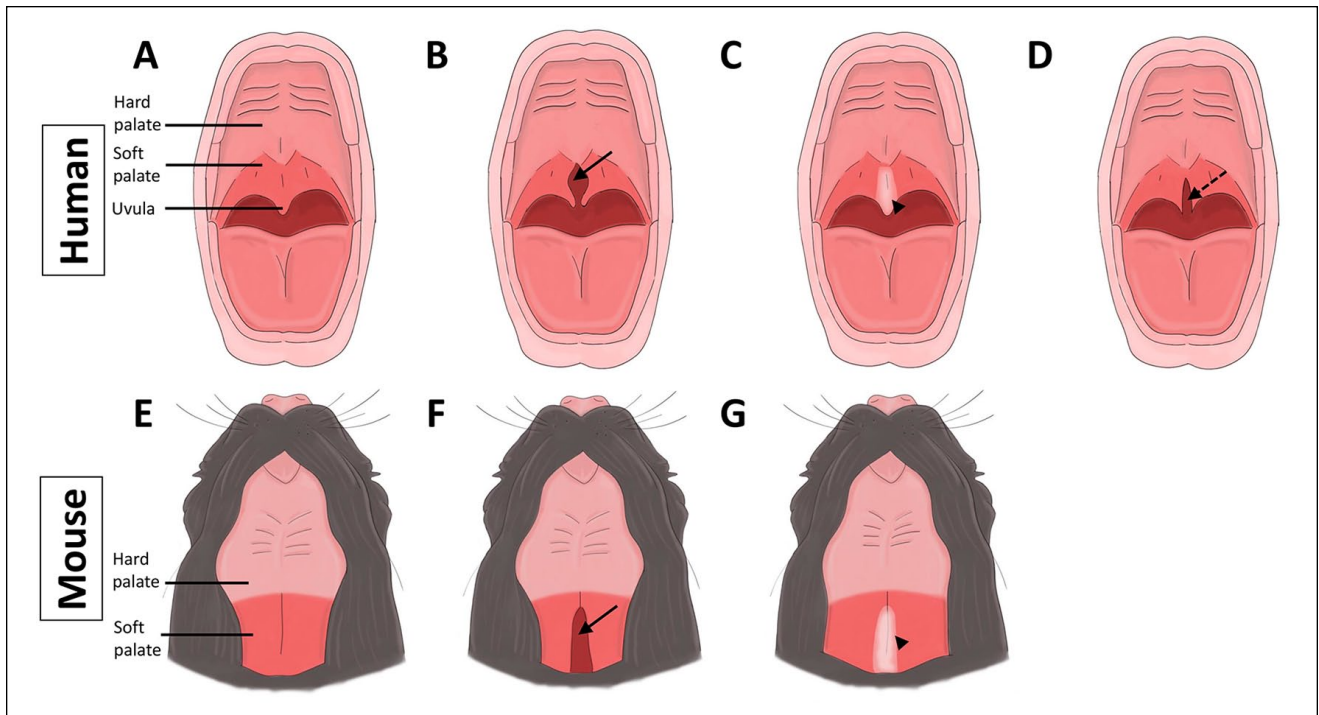 A
B
C
D
Human
Hard
palate
Soft
palate
Uvula
E
F
G
Mouse
Hard
palate
Soft
palate